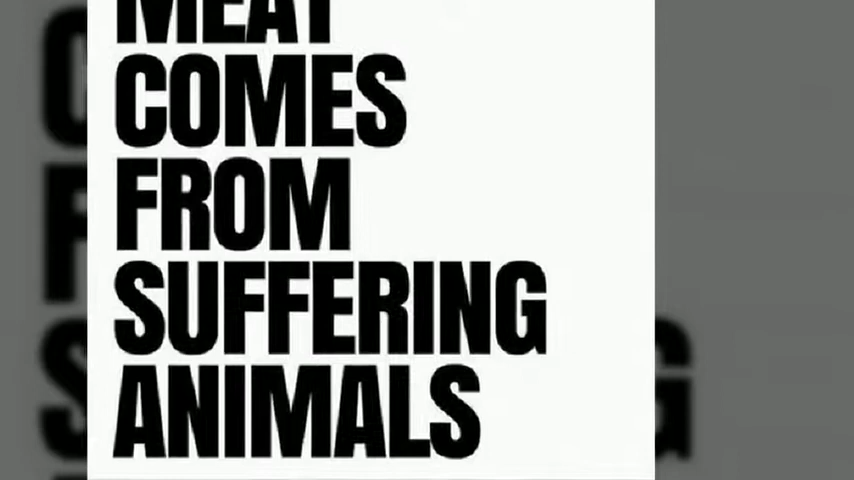 MEAT
COMES
FROM
SUFFERING
ANIMALS